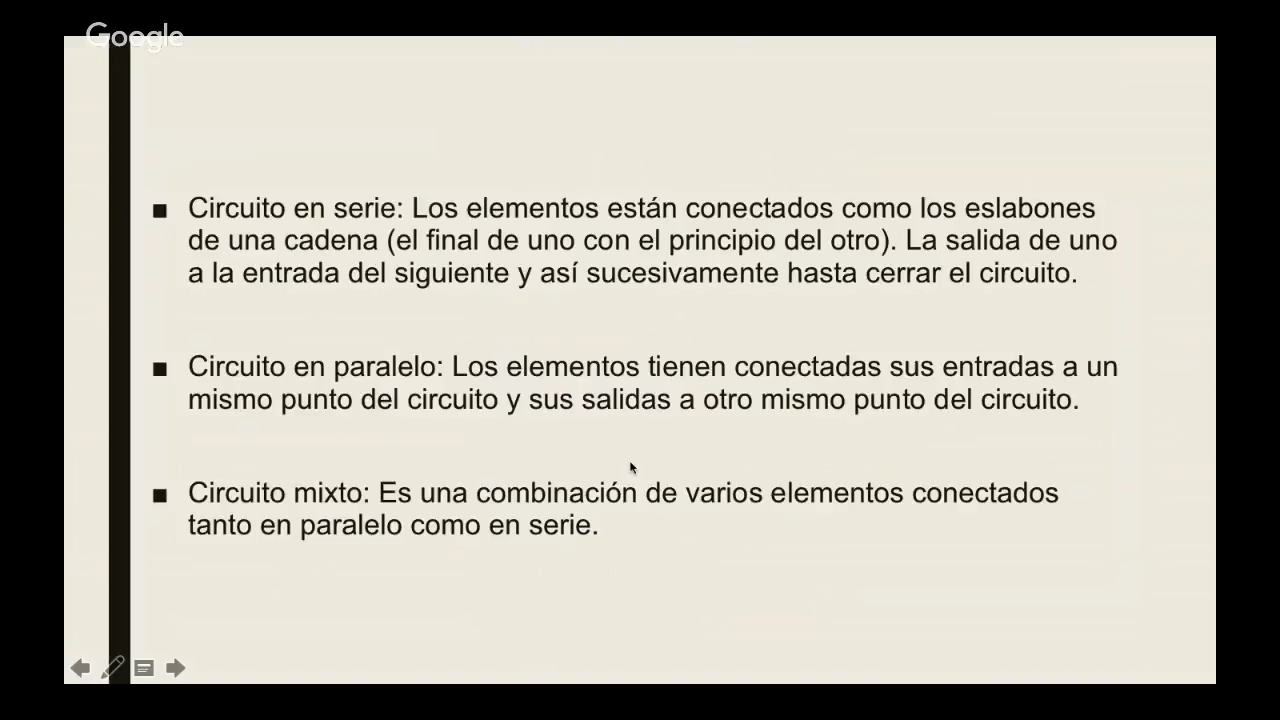 Google
■ Circuito en serie: Los elementos están conectados como los eslabones
de una cadena (el final de uno con el principio del otro). La salida de uno
a la entrada del siguiente y así sucesivamente hasta cerrar el circuito.
■ Circuito en paralelo: Los elementos tienen conectadas sus entradas a un
mismo punto del circuito y sus salidas a otro mismo punto del circuito.
■ Circuito mixto: Es una combinación de varios elementos conectados
tanto en paralelo como en serie.